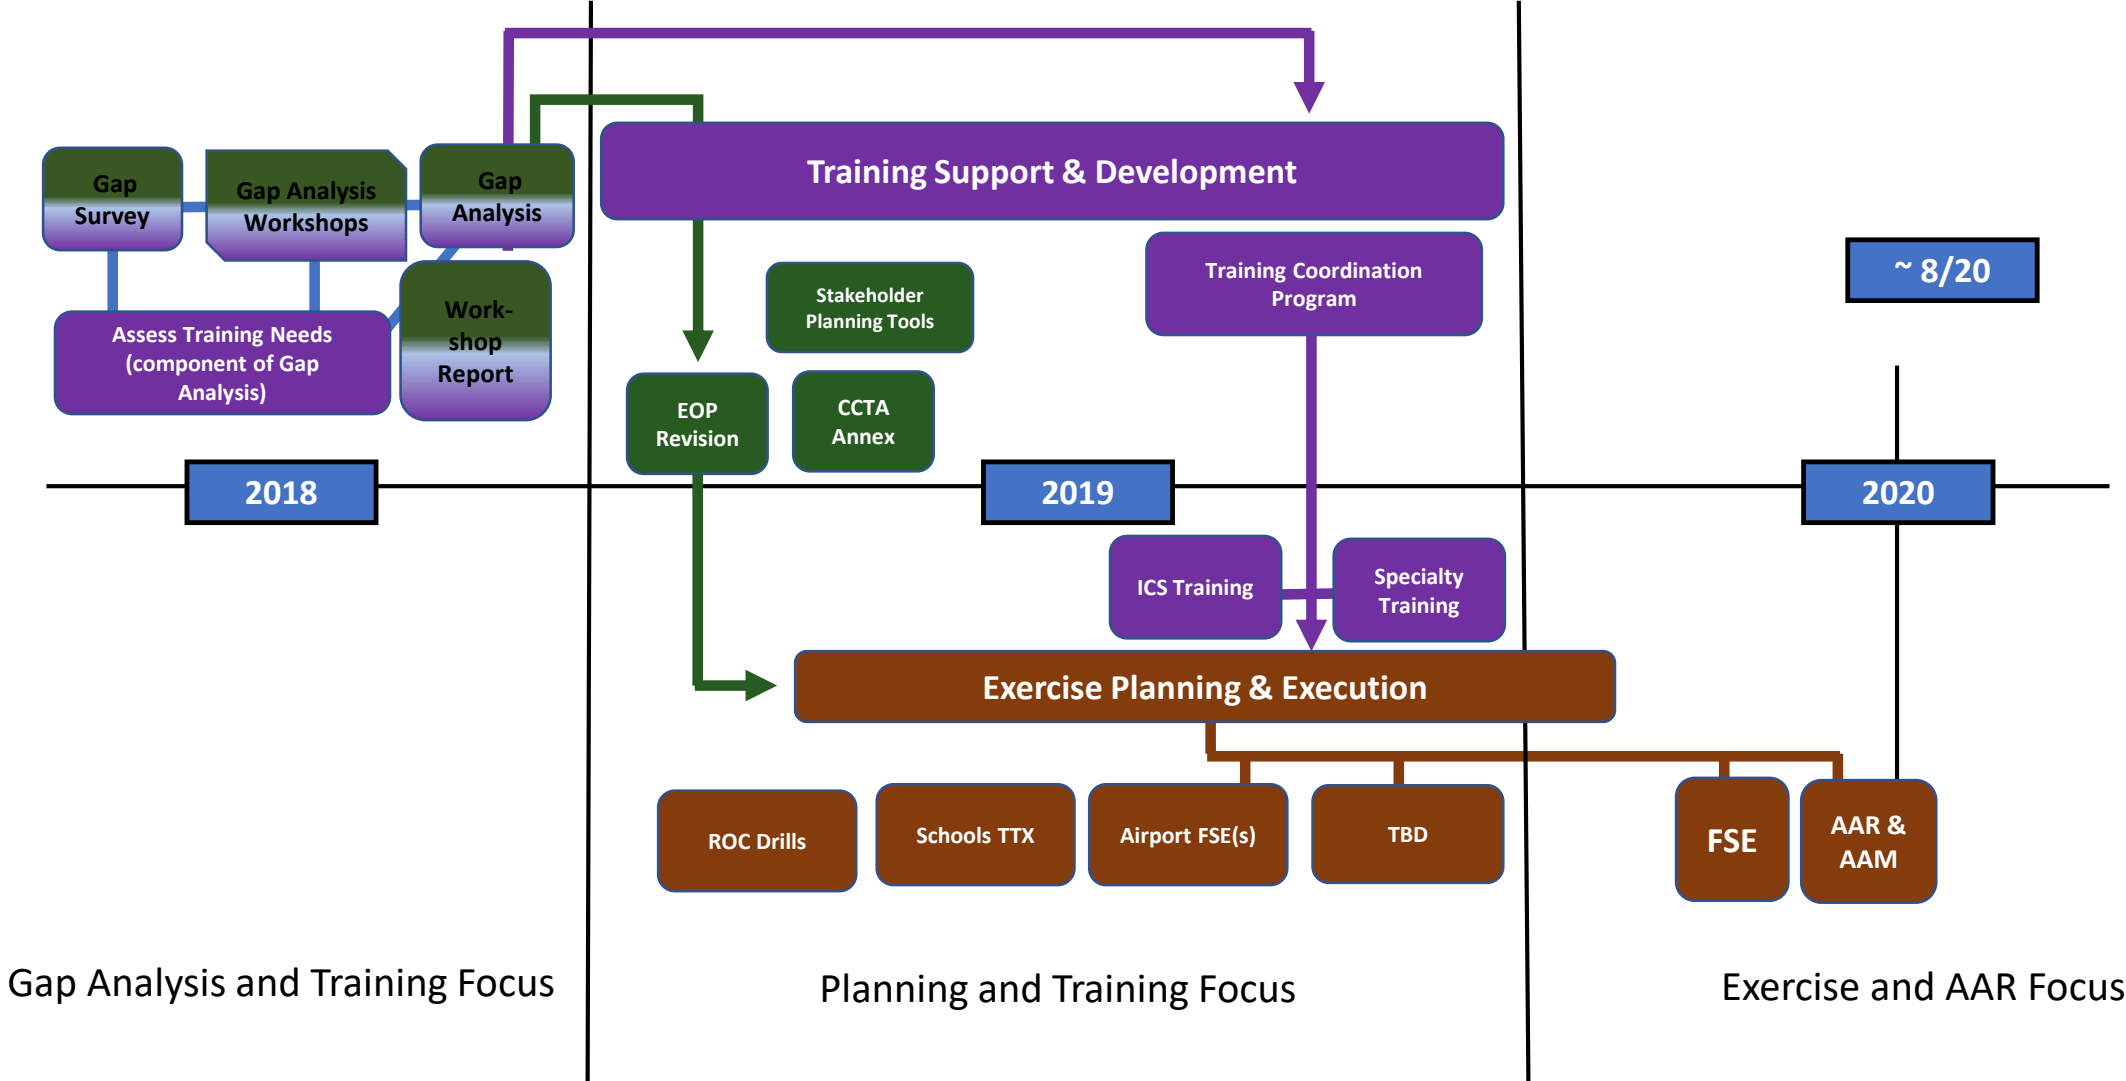 Training Support & Development
Gap
Survey
Gap Analysis
Workshops
Gap
Analysis
Assess Training Needs
(component of Gap
Analysis)
Work-
shop
Report
Training Coordination
Program
Stakeholder
Planning Tools
EOP
Revision
CCTA
Annex
~ 8/20
2018
2019
2020
ICS Training
Specialty
Training
Exercise Planning & Execution
ROC Drills
Schools TTX
Airport FSE(s)
TBD
FSE
AAR &
AAM
Gap Analysis and Training Focus
Planning and Training Focus
Exercise and AAR Focus